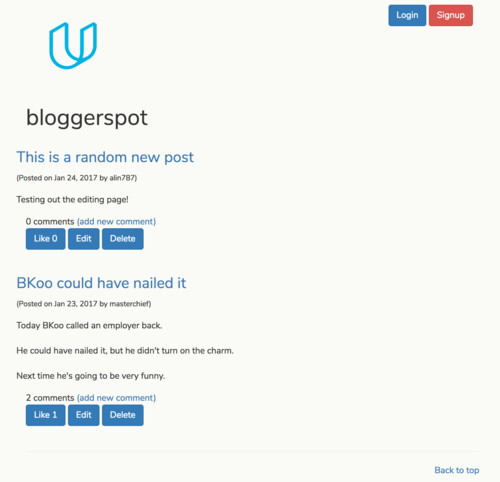 Login Signup
bloggerspot
This is a random new post
(Posted on Jan 24, 2017 by alin787)
Testing out the editing page!
0 comments (add new comment)
Like 0 Edit Delete
BKoo could have nailed it
(Posted on Jan 23, 2017 by masterchief)
Today BKoo called an employer back.
He could have nailed it, but he didn't turn on the charm.
Next time he's going to be very funny.
2 comments (add new comment)
Like 1 Edit Delete
Back to top